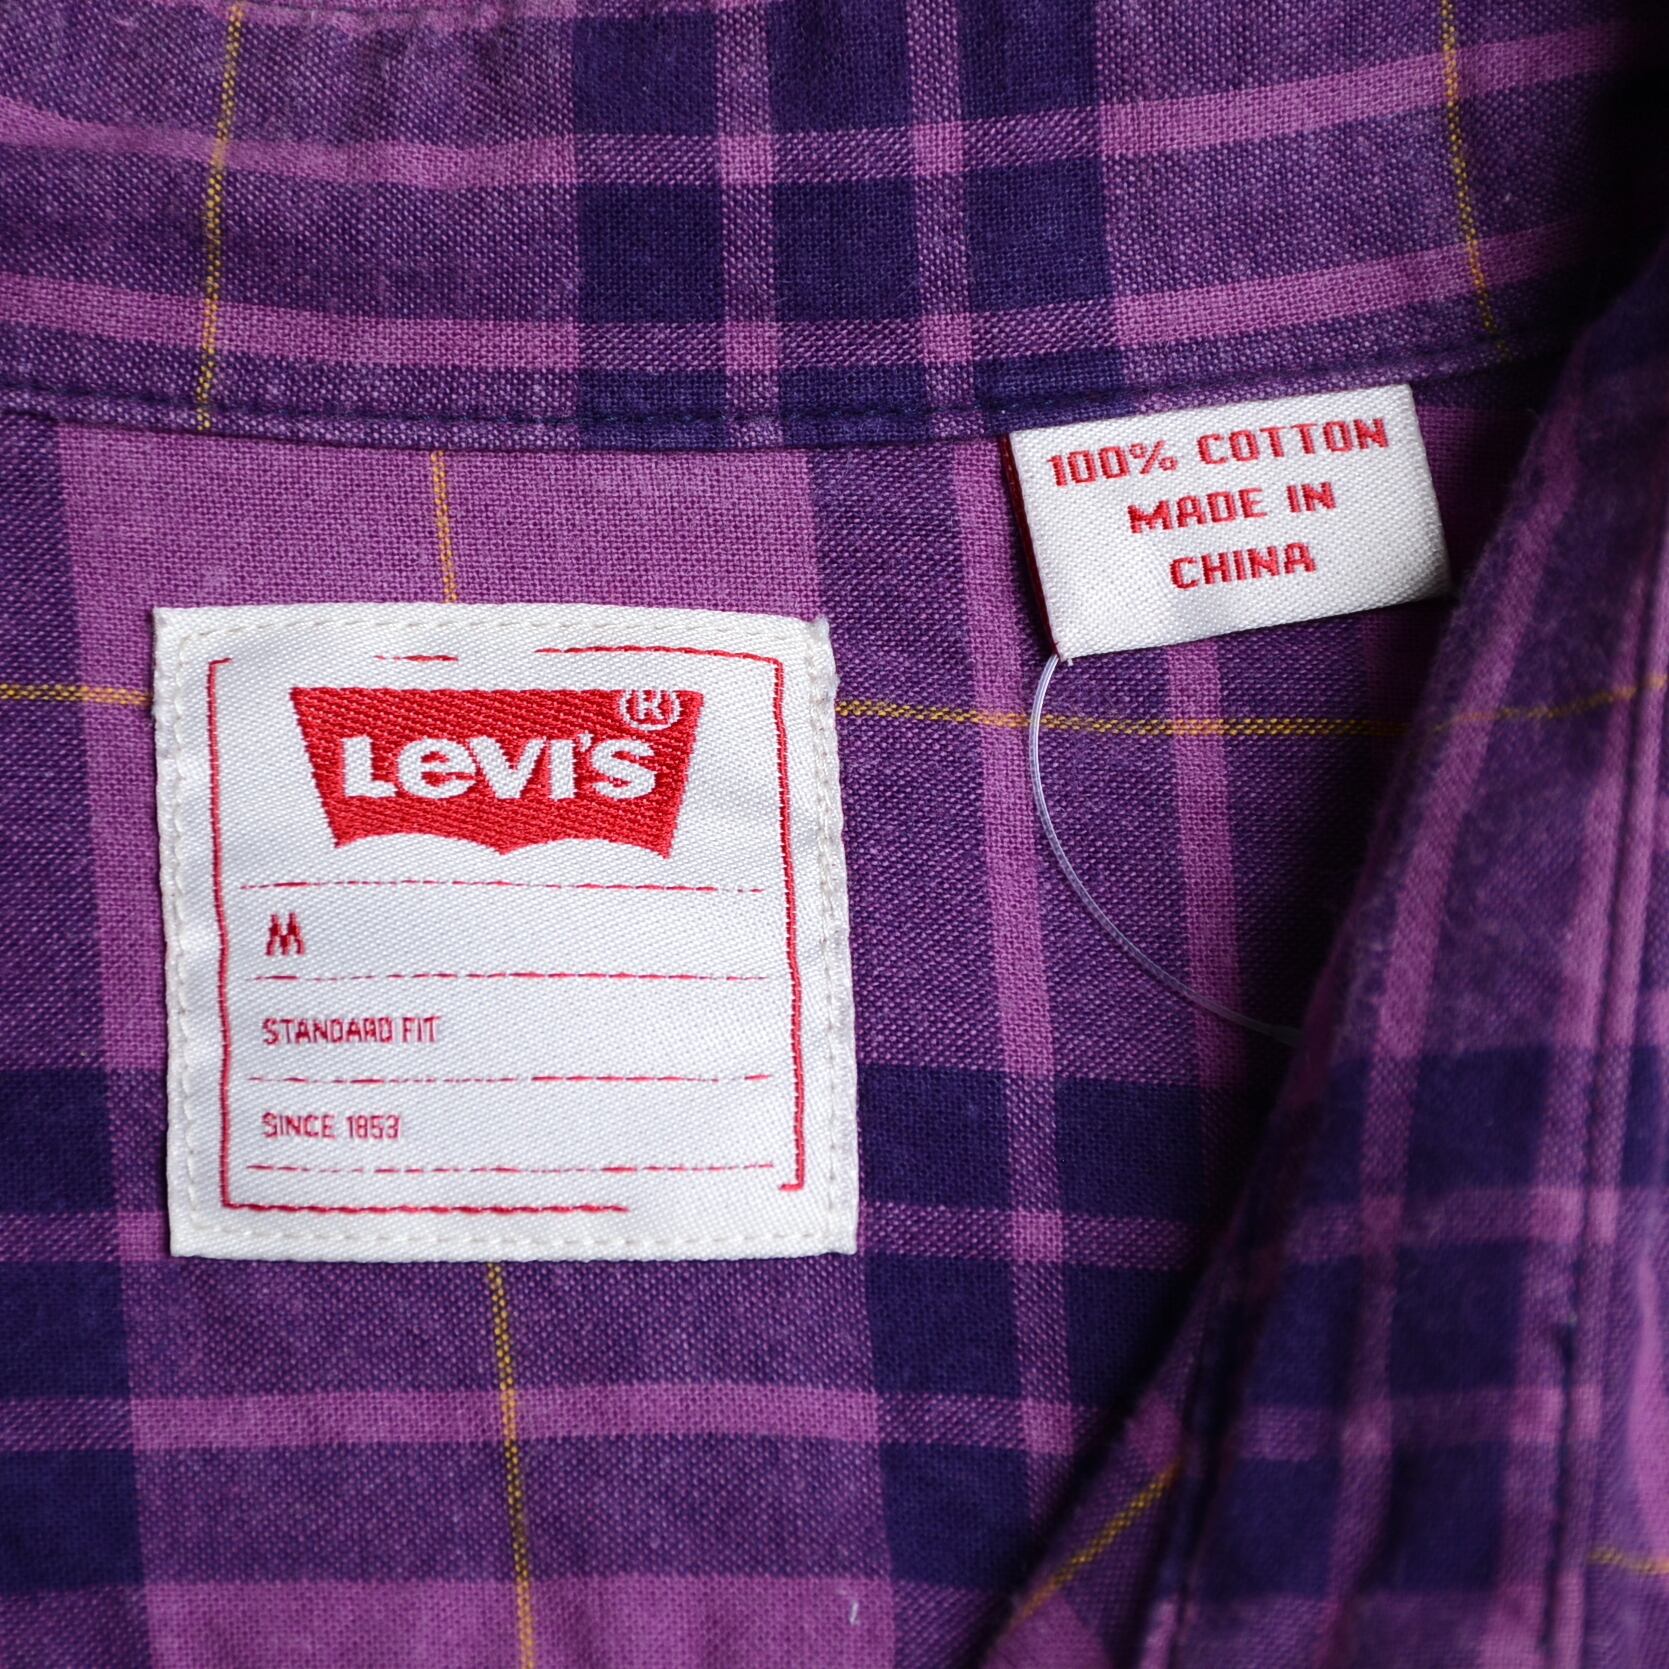 100% COTTON
MADE IN
CHINA
LEVI'S®
M
STANDARD FIT
SINCE 1853